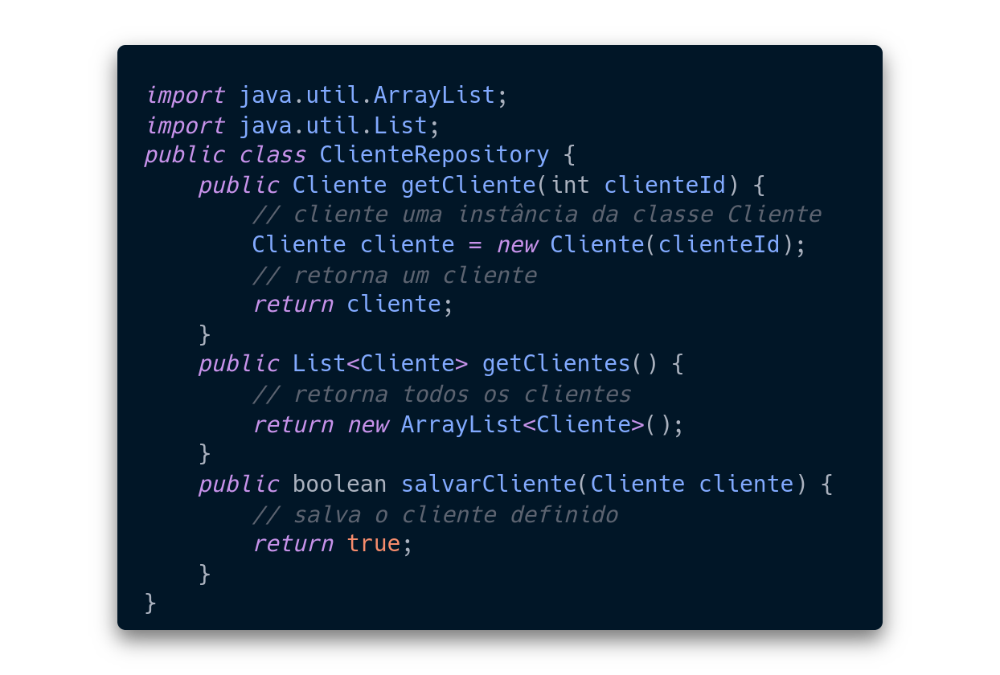 import java.util.ArrayList;
import java.util.List;
public class ClienteRepository {
    public Cliente getCliente(int clienteId) {
        // cliente uma instância da classe Cliente
        Cliente cliente = new Cliente(clienteId);
        // retorna um cliente
        return cliente;
    }
    public List<Cliente> getClientes() {
        // retorna todos os clientes
        return new ArrayList<Cliente>();
    }
    public boolean salvarCliente(Cliente cliente) {
        // salva o cliente definido
        return true;
    }
}